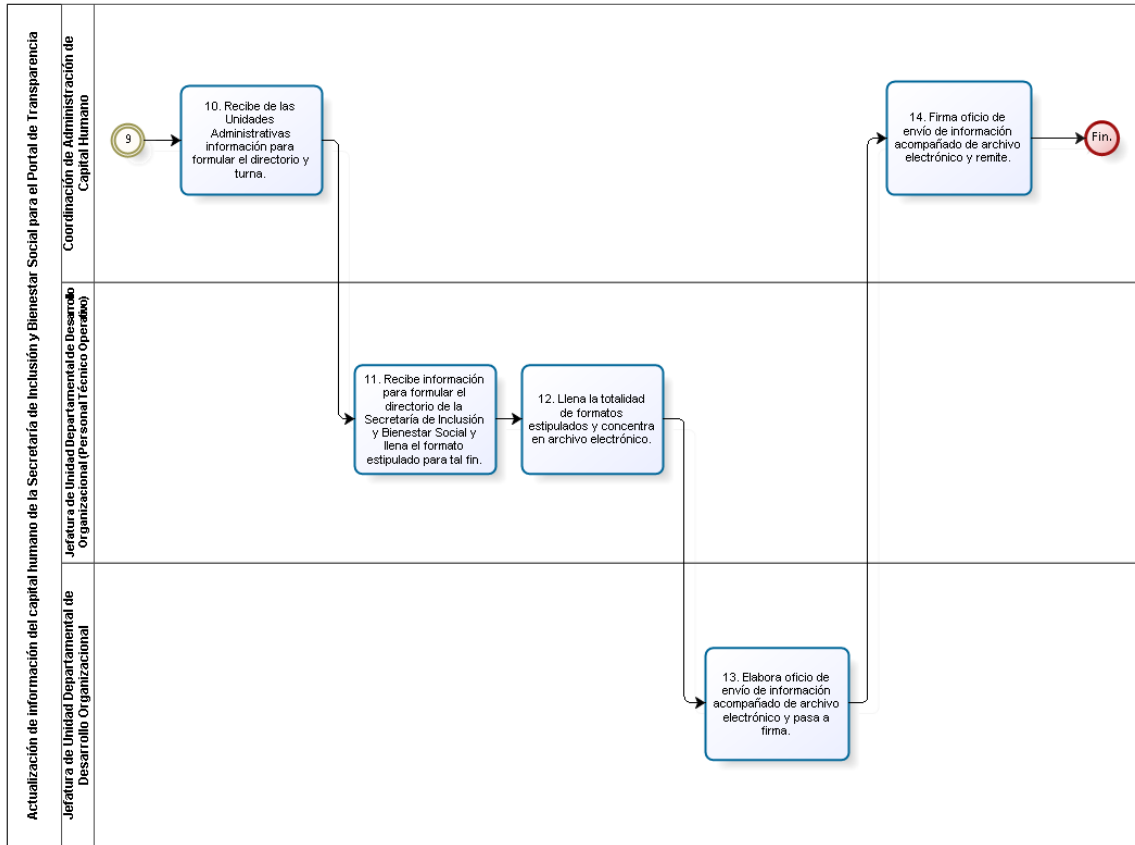 Actualización de información del capital humano de la Secretaría de Inclusión y Bienestar Social para el Portal de Transparencia
Coordinación de Administración de
Capital Humano
9
10. Recibe de las
Unidades
Administrativas
información para
formular el directorio y
turna.
14. Firma oficio de
envío de información
acompañado de archivo
electrónico y remite.
Fin.
Jefatura de Unidad Departamental de Desarrollo
Organizacional (Personal Técnico Operativo)
11. Recibe información
para formular el
directorio de la
Secretaría de Inclusión
y Bienestar Social y
llena el formato
estipulado para tal fin.
12. Llena la totalidad
de formatos
estipulados y concentra
en archivo electrónico.
Jefatura de Unidad Departamental de
Desarrollo Organizacional
13. Elabora oficio de
envío de información
acompañado de archivo
electrónico y pasa a
firma.